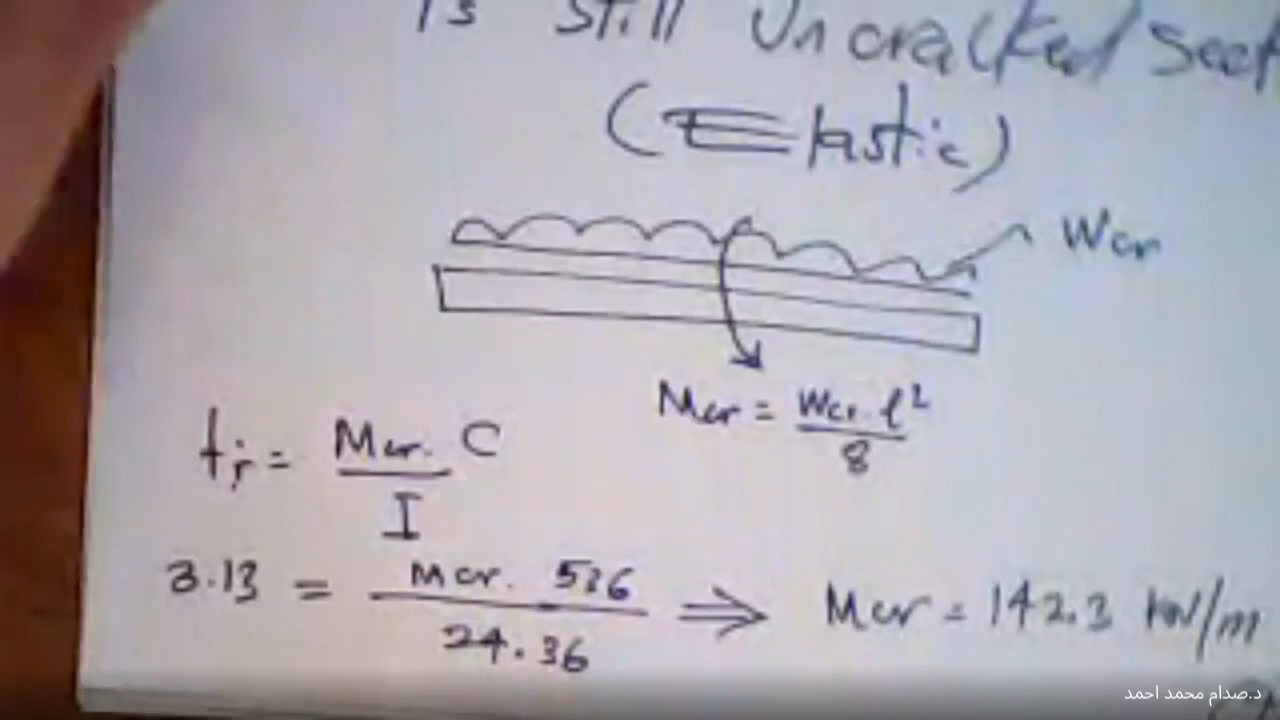 Is still Uncracked Sect
(Elastic)
Wcr
Mcr = Wcr. l² / 8
fr = Mcr. C / I
3.13 = Mcr. 536 / 24.36 ⇒ Mcr = 142.3 kN/m
د.صدام محمد احمد